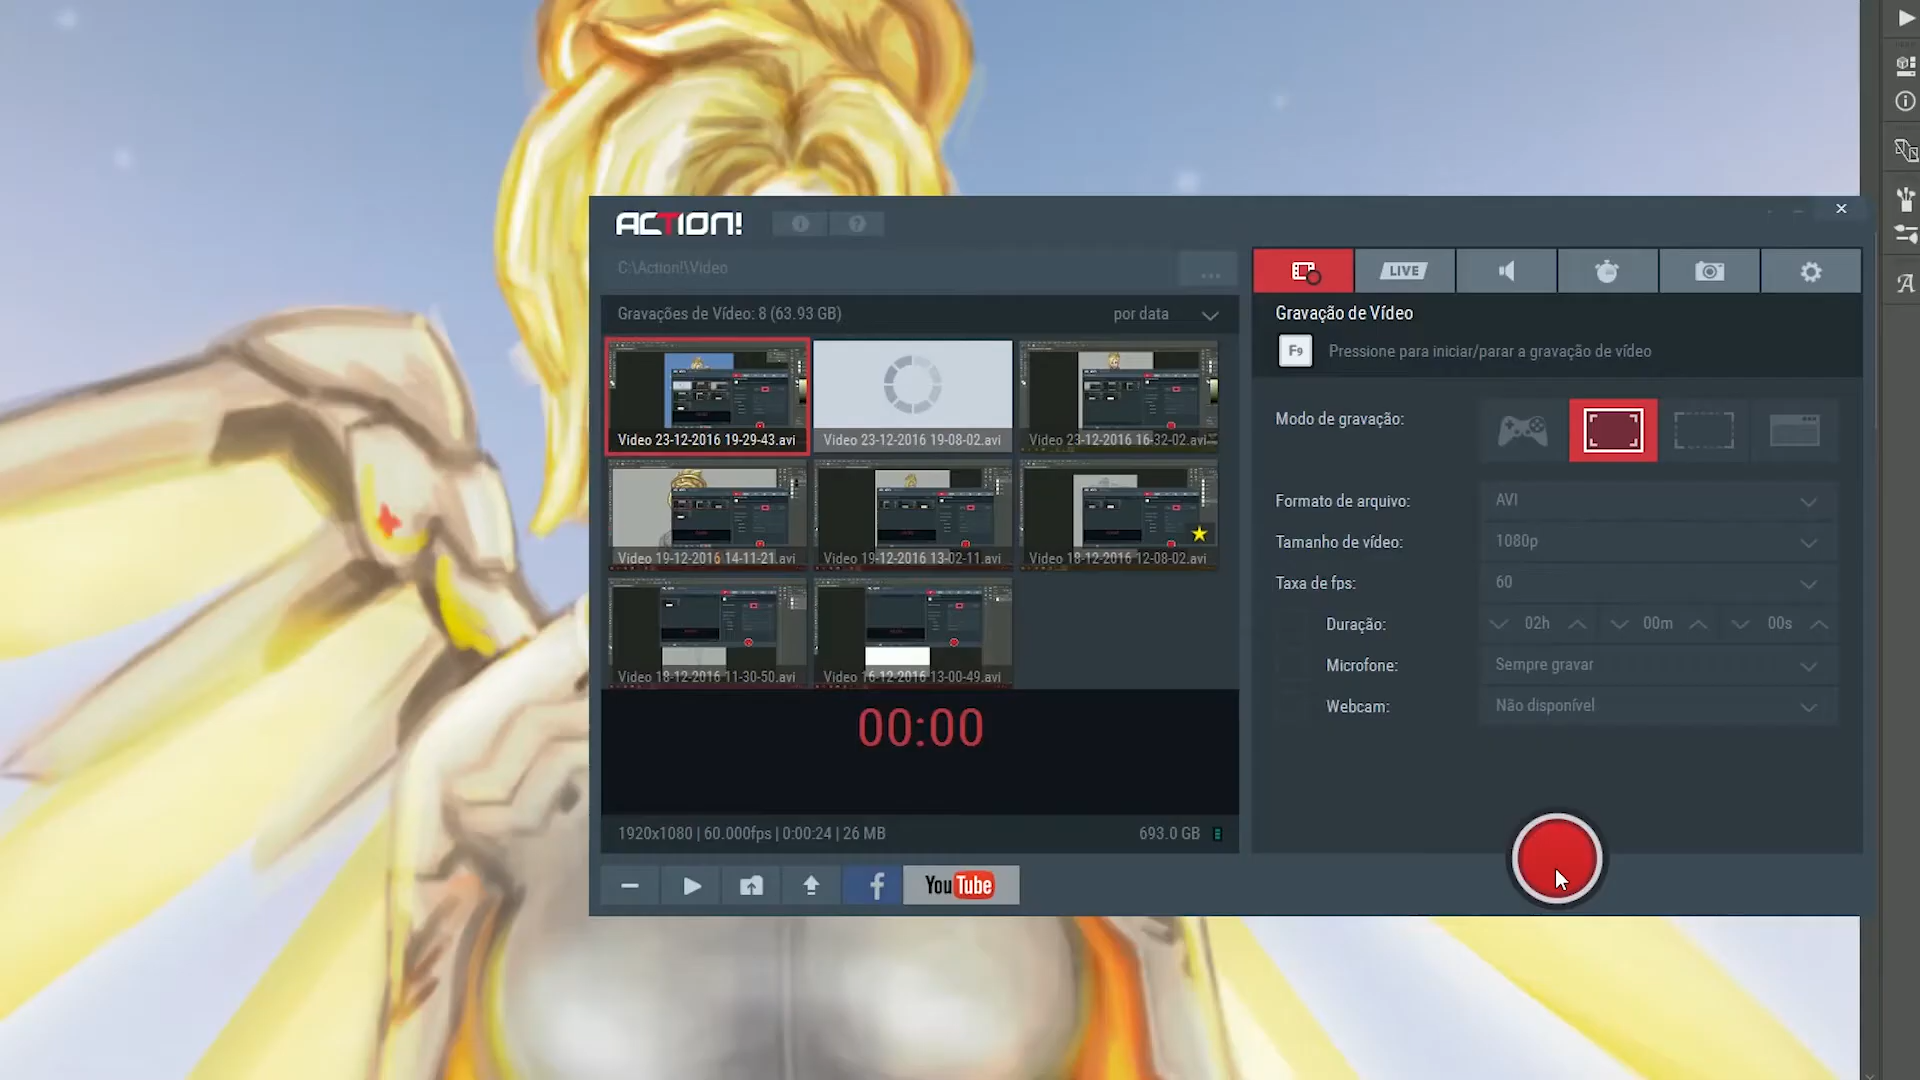 ACTION!
C:\Action!\Video
...
Gravações de Vídeo: 8 (63.93 GB)
por data
Video 23-12-2016 19-29-43.avi
Video 23-12-2016 19-08-02.avi
Video 23-12-2016 16-32-02.avi
Video 19-12-2016 14-11-21.avi
Video 19-12-2016 13-02-11.avi
Video 18-12-2016 12-08-02.avi
Video 18-12-2016 11-30-50.avi
Video 16-12-2016 13-00-49.avi
00:00
1920x1080 | 60.000fps | 0:00:24 | 26 MB
693.0 GB
f
YouTube
LIVE
Gravação de Vídeo
F9
Pressione para iniciar/parar a gravação de vídeo
Modo de gravação:
Formato de arquivo:
AVI
Tamanho de vídeo:
1080p
Taxa de fps:
60
Duração:
02h
00m
00s
Microfone:
Sempre gravar
Webcam:
Não disponível